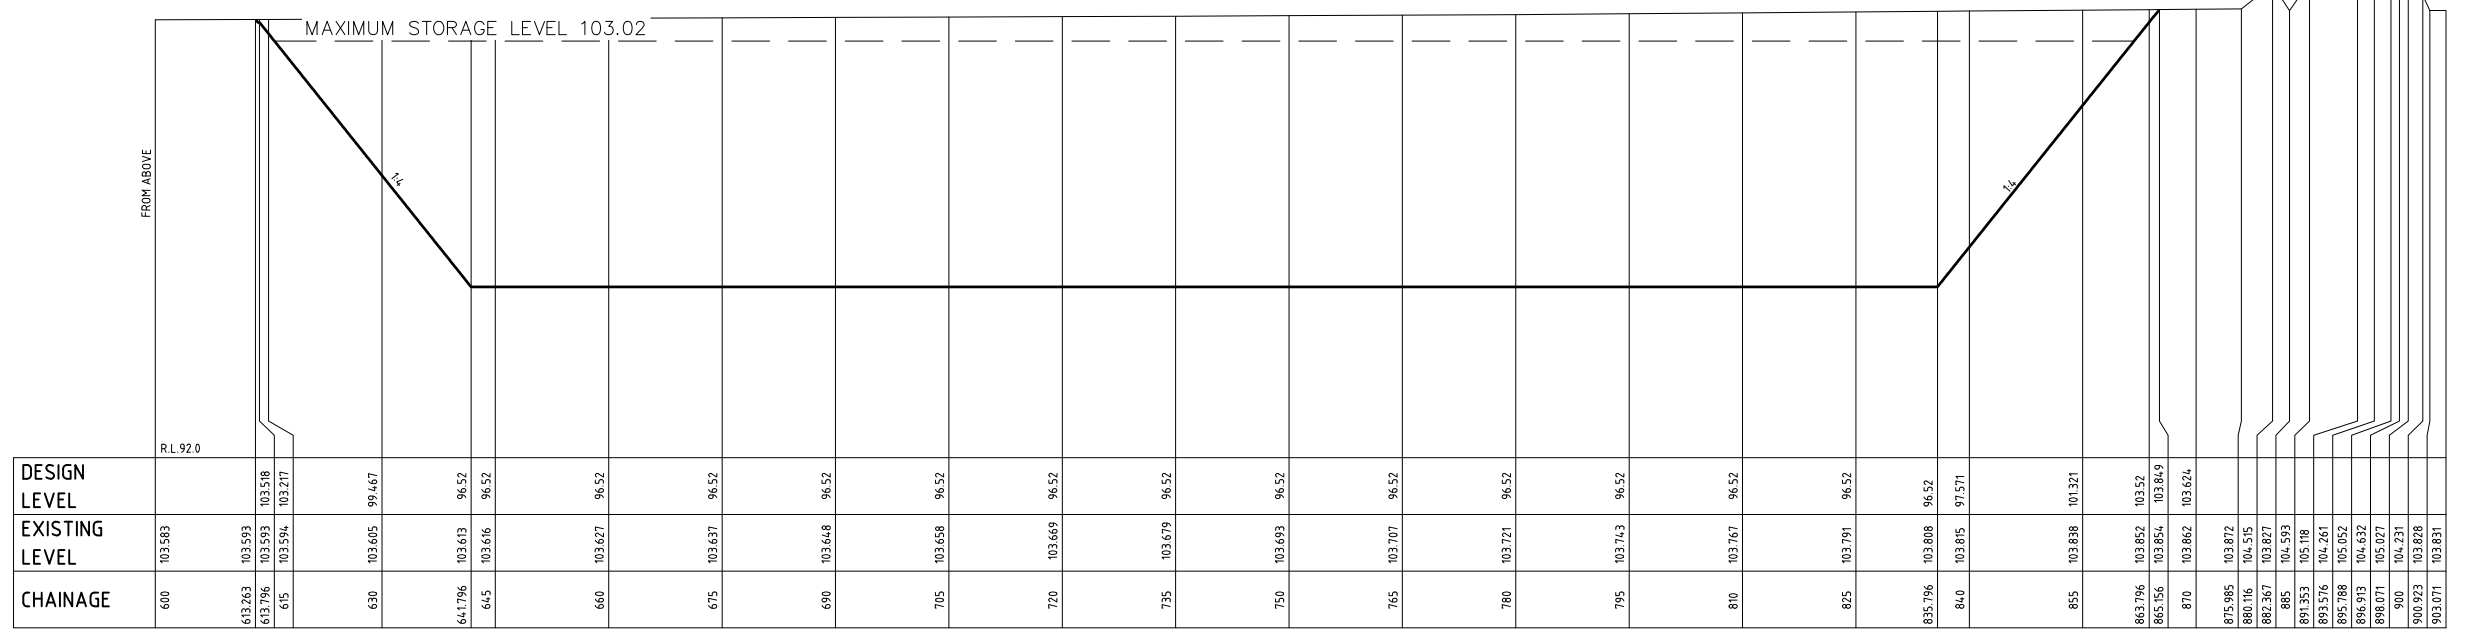 MAXIMUM STORAGE LEVEL 103.02
FROM ABOVE
1:4
1:4
R.L.92.0
DESIGN LEVEL
103.518 103.217 99.467 96.52 96.52 96.52 96.52 96.52 96.52 96.52 96.52 96.52 96.52 96.52 96.52 96.52 96.52 96.52 97.571 101.321 103.52 103.849 103.624
EXISTING LEVEL
103.583 103.593 103.593 103.594 103.605 103.613 103.616 103.627 103.637 103.648 103.658 103.669 103.679 103.693 103.707 103.721 103.743 103.767 103.791 103.808 103.815 103.838 103.852 103.854 103.862 103.872 104.515 103.827 104.593 105.118 104.261 105.052 104.632 105.027 104.231 103.828 103.831
CHAINAGE
600 613.263 613.796 615 630 641.796 645 660 675 690 705 720 735 750 765 780 795 810 825 835.796 840 855 863.796 865.156 870 875.985 880.116 882.367 885 891.353 893.576 895.788 896.913 898.071 900 900.923 903.071